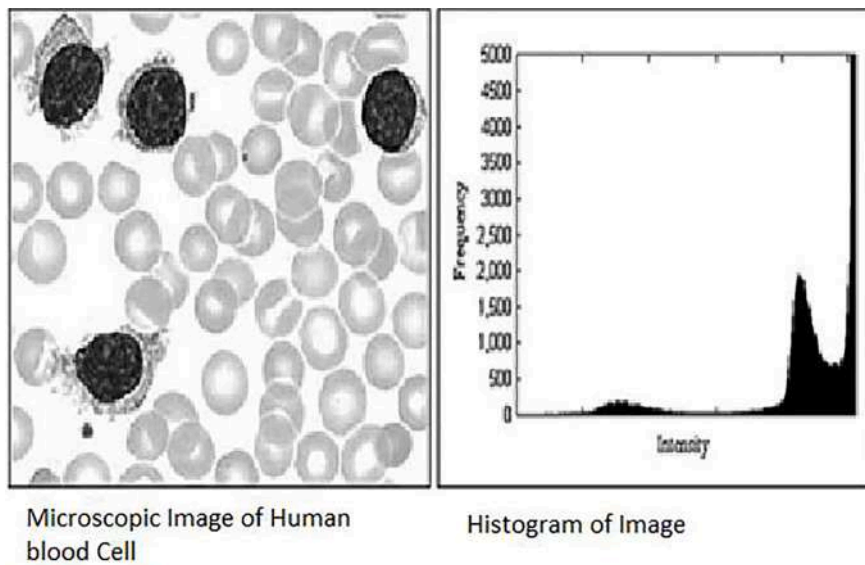 5000
4500
4000
3500
3000
2,500
2,000
1,500
1,000
500
0
Frequency
Intensity
Microscopic Image of Human
blood Cell
Histogram of Image